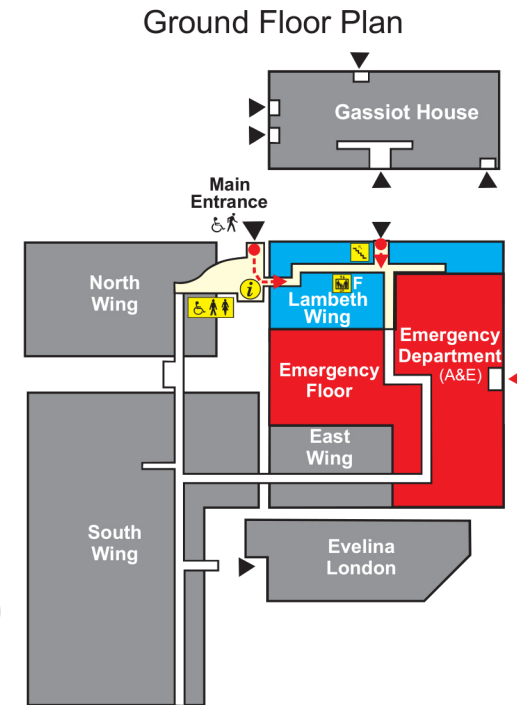 Ground Floor Plan
Gassiot House
Main
Entrance
North
Wing
i
F
Lambeth
Wing
Emergency
Department
(A&E)
Emergency
Floor
East
Wing
South
Wing
Evelina
London